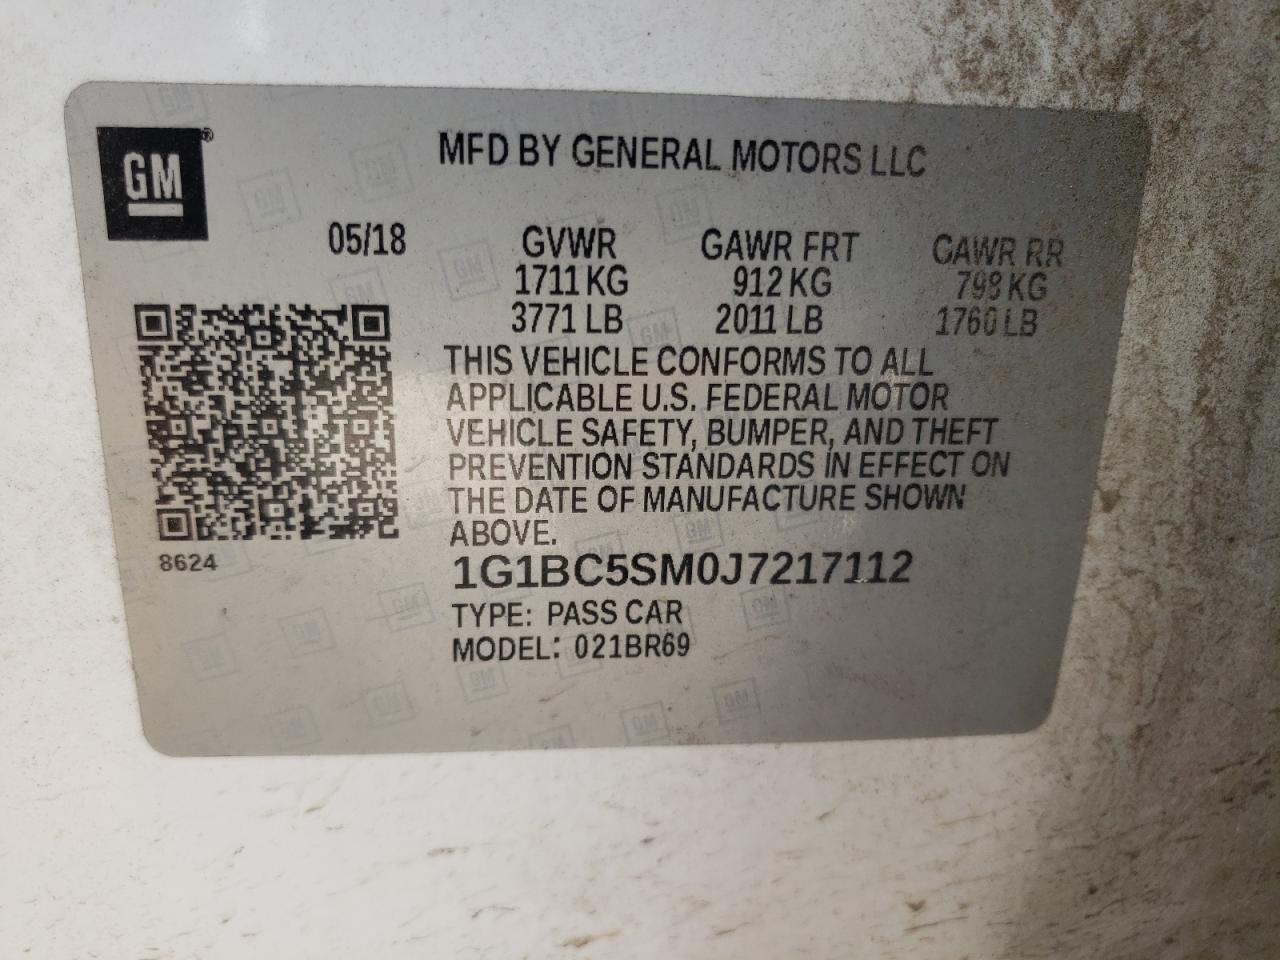 GM®
MFD BY GENERAL MOTORS LLC
05/18 GVWR GAWR FRT GAWR RR
1711 KG 912 KG 798 KG
3771 LB 2011 LB 1760 LB
THIS VEHICLE CONFORMS TO ALL
APPLICABLE U.S. FEDERAL MOTOR
VEHICLE SAFETY, BUMPER, AND THEFT
PREVENTION STANDARDS IN EFFECT ON
THE DATE OF MANUFACTURE SHOWN
ABOVE.
8624
1G1BC5SM0J7217112
TYPE: PASS CAR
MODEL: 021BR69